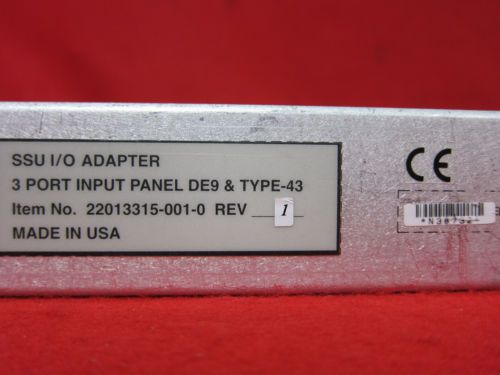 SSU I/O ADAPTER
3 PORT INPUT PANEL DE9 & TYPE-43
Item No. 22013315-001-0 REV 1
MADE IN USA
CE